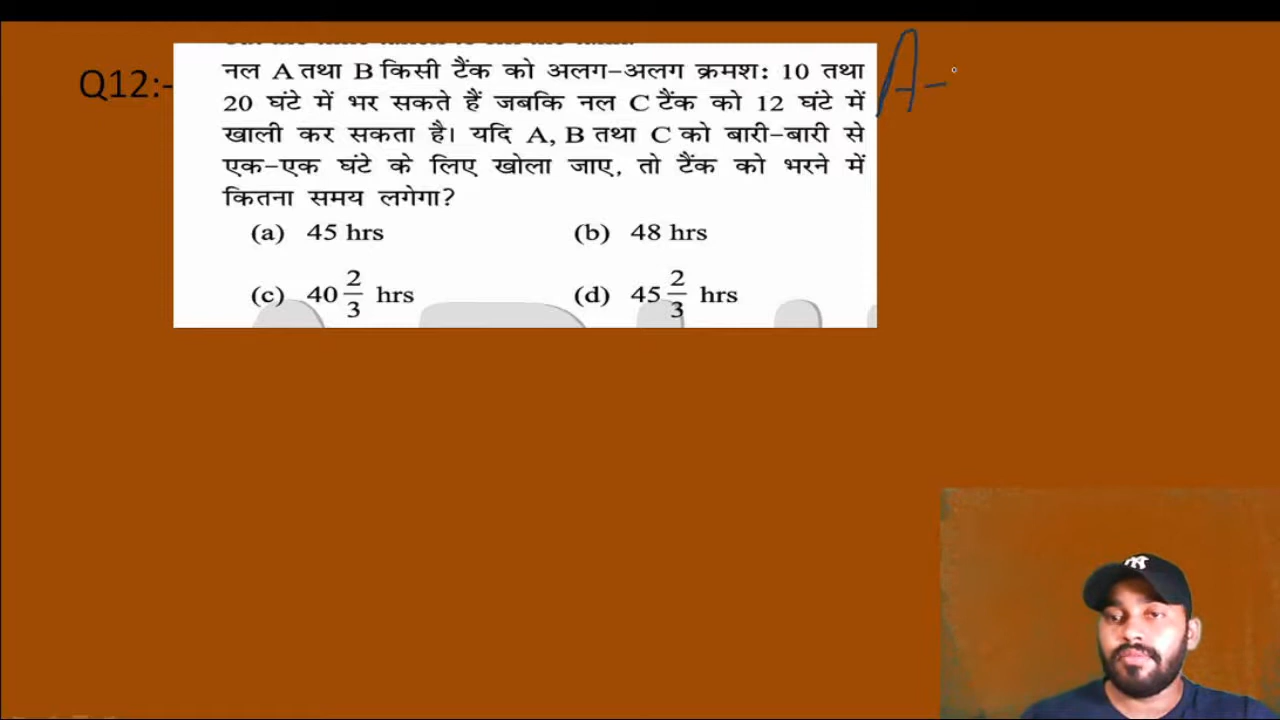 Q12:-
नल A तथा B किसी टैंक को अलग-अलग क्रमश: 10 तथा
20 घंटे में भर सकते हैं जबकि नल C टैंक को 12 घंटे में
खाली कर सकता है। यदि A, B तथा C को बारी-बारी से
एक-एक घंटे के लिए खोला जाए, तो टैंक को भरने में
कितना समय लगेगा?
(a) 45 hrs (b) 48 hrs
(c) 40 2/3 hrs (d) 45 2/3 hrs
A-